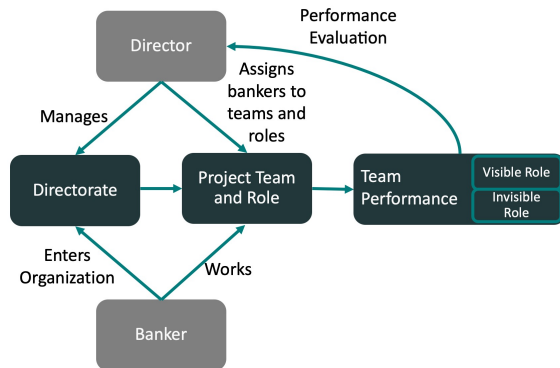 Performance
Evaluation
Director
Assigns
bankers to
teams and
roles
Manages
Directorate
Project Team
and Role
Team
Performance
Visible Role
Invisible
Role
Enters
Organization
Works
Banker